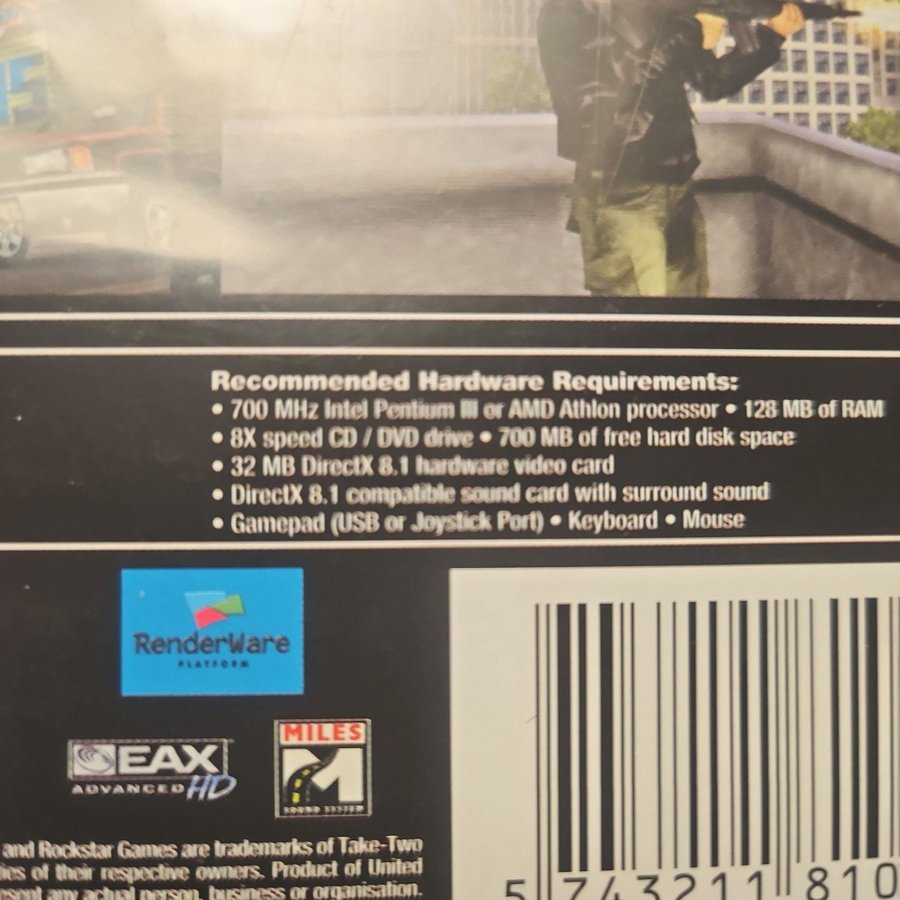 Recommended Hardware Requirements:
• 700 MHz Intel Pentium III or AMD Athlon processor • 128 MB of RAM
• 8X speed CD / DVD drive • 700 MB of free hard disk space
• 32 MB DirectX 8.1 hardware video card
• DirectX 8.1 compatible sound card with surround sound
• Gamepad (USB or Joystick Port) • Keyboard • Mouse
RenderWare
PLATFORM
EAX
ADVANCED HD
MILES
M
SOUND SYSTEM
and Rockstar Games are trademarks of Take-Two
of their respective owners. Product of United
any actual person, business or organisation.
5 743211 810